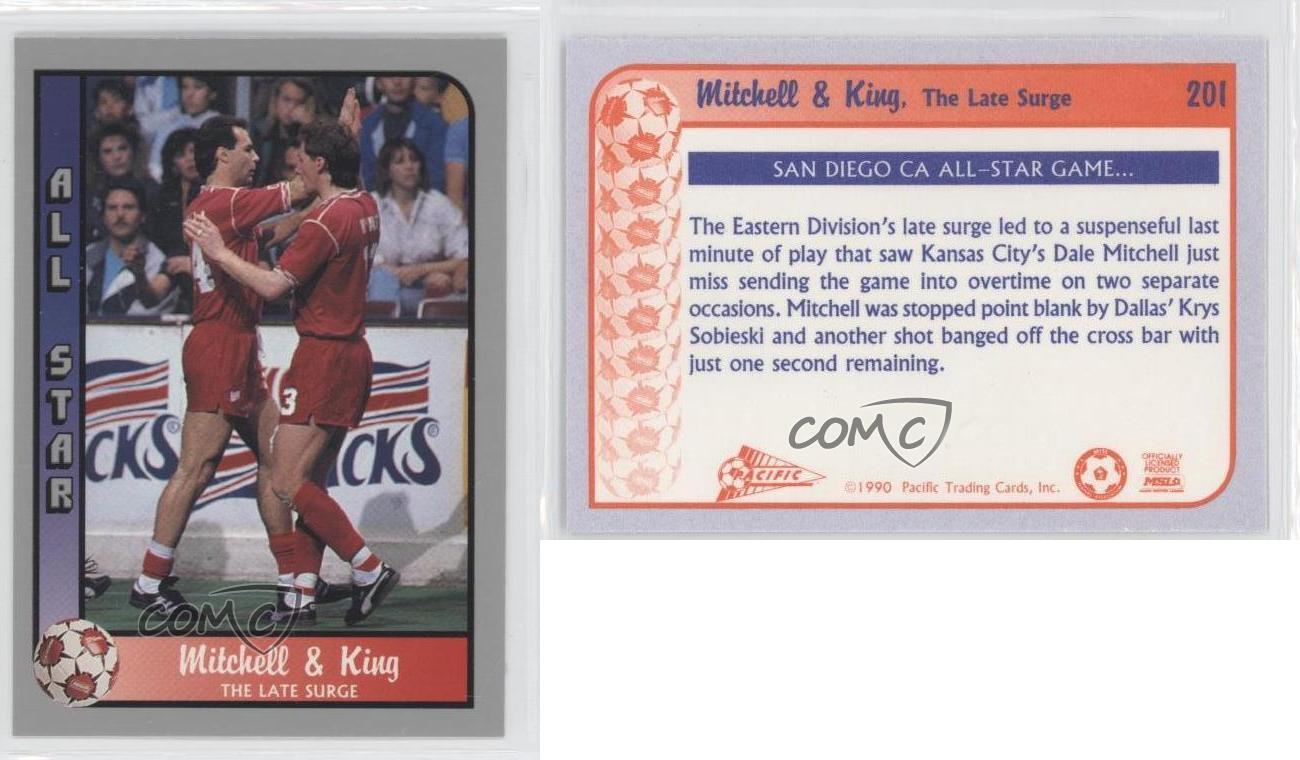 ALL STAR
CKS®
CKS®
3
COMC
Mitchell & King
THE LATE SURGE
Mitchell & King, The Late Surge 201
SAN DIEGO CA ALL-STAR GAME...
The Eastern Division's late surge led to a suspenseful last
minute of play that saw Kansas City's Dale Mitchell just
miss sending the game into overtime on two separate
occasions. Mitchell was stopped point blank by Dallas' Krys
Sobieski and another shot banged off the cross bar with
just one second remaining.
COMC
PACIFIC
©1990 Pacific Trading Cards, Inc.
OFFICIALLY
LICENSED
PRODUCT
MSL